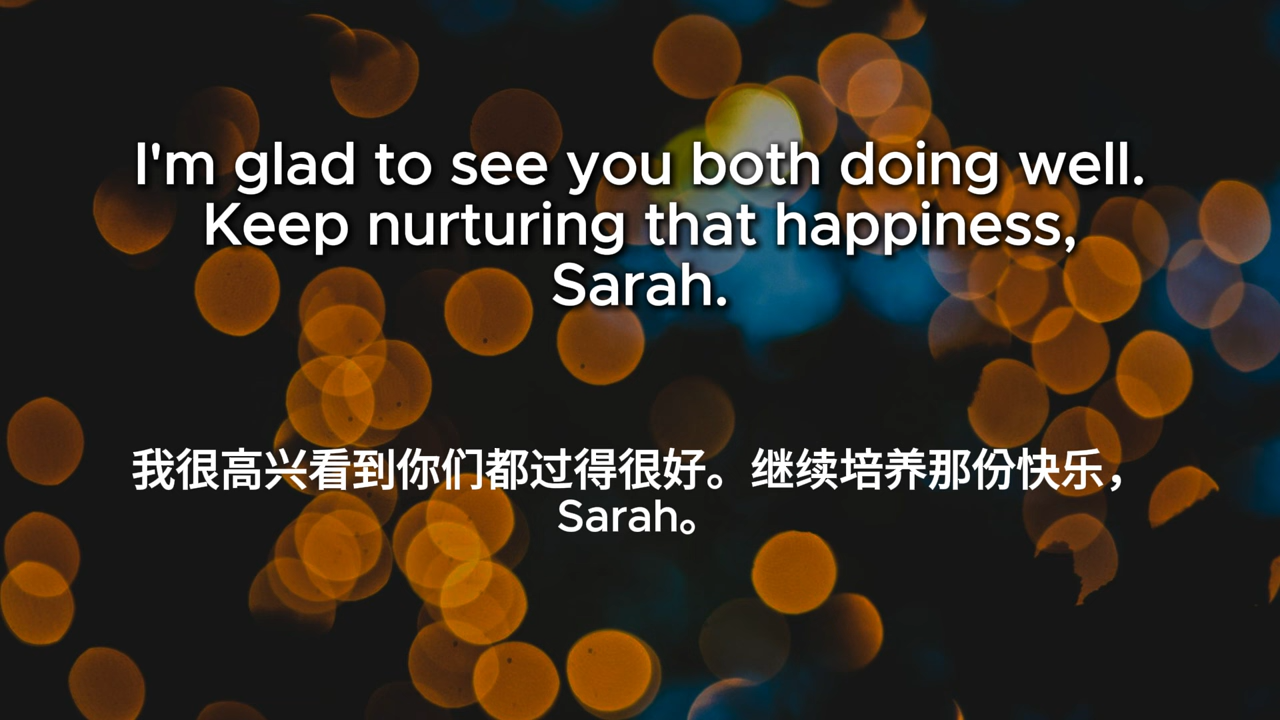 I'm glad to see you both doing well.
Keep nurturing that happiness,
Sarah.
我很高兴看到你们都过得很好。继续培养那份快乐，
Sarah。